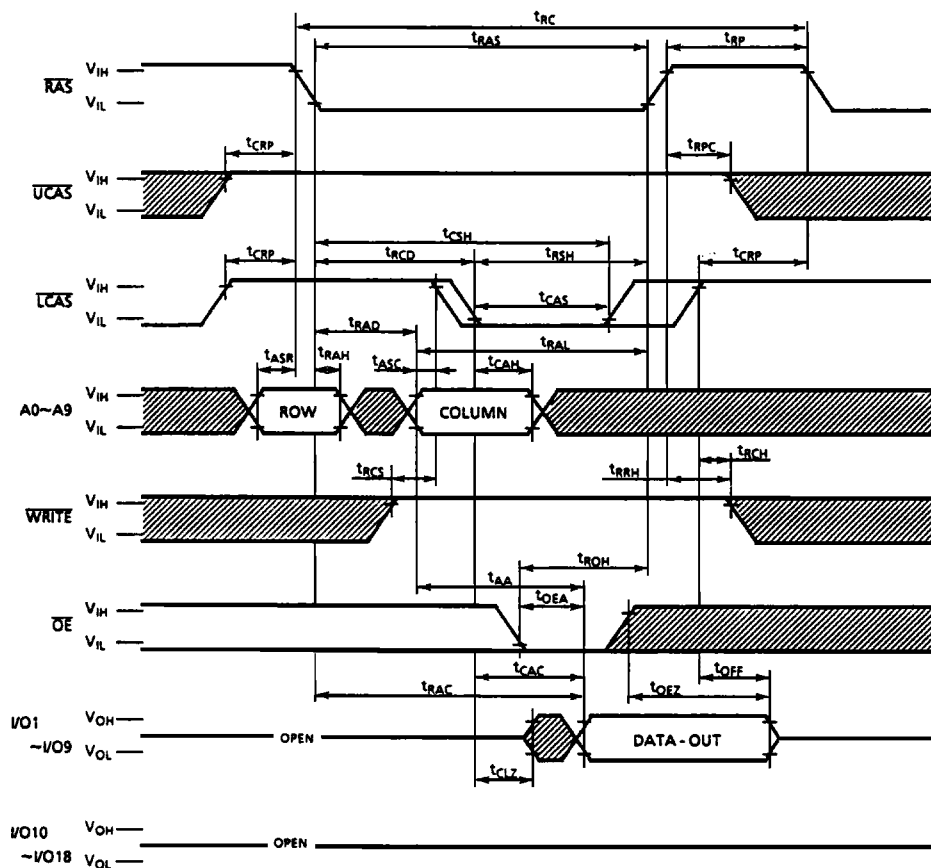 tRC
tRAS tRP
RAS VIH
VIL
tCRP tRPC
UCAS VIH
VIL
tCSH
tCRP tRCD tRSH tCRP
LCAS VIH
VIL
tCAS
tRAD
tASR tRAH tASC tRAL
tCAH
A0~A9 VIH
VIL
ROW COLUMN
tRCS tRRH tRCH
WRITE VIH
VIL
tROH
tAA
tOEA
OE VIH
VIL
tCAC tOFF
tRAC tOEZ
I/O1
~I/O9
VOH
VOL
OPEN DATA-OUT
tCLZ
I/O10
~I/O18
VOH
VOL
OPEN